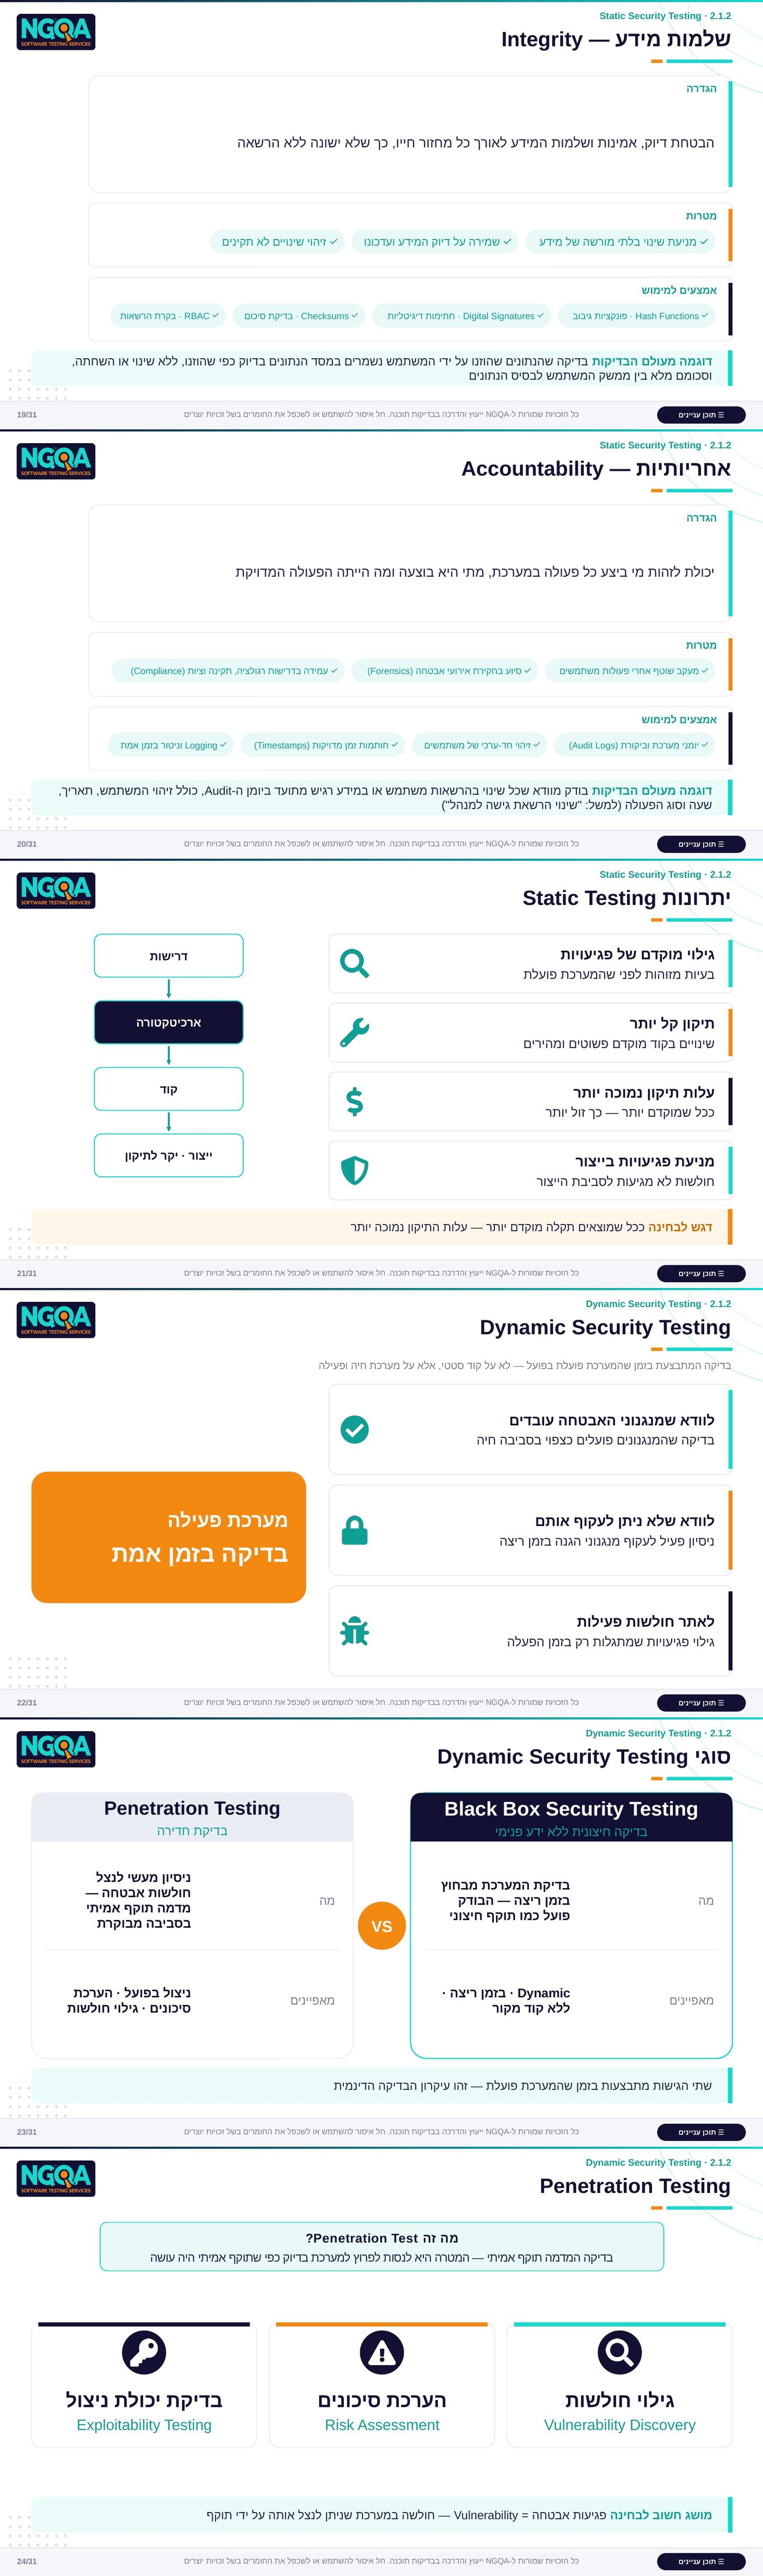 NGQA
SOFTWARE TESTING SERVICES
Static Security Testing · 2.1.2
שלמות מידע — Integrity
הגדרה
הבטחת דיוק, אמינות ושלמות המידע לאורך כל מחזור חייו, כך שלא ישונה ללא הרשאה
מטרות
✓ מניעת שינוי בלתי מורשה של מידע
✓ שמירה על דיוק המידע ועדכונו
✓ זיהוי שינויים לא תקינים
אמצעים למימוש
✓ Hash Functions · פונקציות גיבוב
✓ Digital Signatures · חתימות דיגיטליות
✓ Checksums · בדיקת סיכום
✓ RBAC · בקרת הרשאות
דוגמה מעולם הבדיקות בדיקה שהנתונים שהוזנו על ידי המשתמש נשמרים במסד הנתונים בדיוק כפי שהוזנו, ללא שינוי או השחתה,
וסכומם מלא בין ממשק המשתמש לבסיס הנתונים
☰ תוכן עניינים
כל הזכויות שמורות ל-NGQA ייעוץ והדרכה בבדיקות תוכנה. חל איסור להשתמש או לשכפל את החומרים בשל זכויות יוצרים
19/31
NGQA
SOFTWARE TESTING SERVICES
Static Security Testing · 2.1.2
אחריותיות — Accountability
הגדרה
יכולת לזהות מי ביצע כל פעולה במערכת, מתי היא בוצעה ומה הייתה הפעולה המדויקת
מטרות
✓ מעקב שוטף אחרי פעולות משתמשים
✓ סיוע בחקירת אירועי אבטחה (Forensics)
✓ עמידה בדרישות רגולציה, תקינה וציות (Compliance)
אמצעים למימוש
✓ יומני מערכת וביקורת (Audit Logs)
✓ זיהוי חד-ערכי של משתמשים
✓ חותמות זמן מדויקות (Timestamps)
✓ Logging וניטור בזמן אמת
דוגמה מעולם הבדיקות בודק מוודא שכל שינוי בהרשאות משתמש או במידע רגיש מתועד ביומן ה-Audit, כולל זיהוי המשתמש, תאריך,
שעה וסוג הפעולה (למשל: "שינוי הרשאת גישה למנהל")
☰ תוכן עניינים
כל הזכויות שמורות ל-NGQA ייעוץ והדרכה בבדיקות תוכנה. חל איסור להשתמש או לשכפל את החומרים בשל זכויות יוצרים
20/31
NGQA
SOFTWARE TESTING SERVICES
Static Security Testing · 2.1.2
יתרונות Static Testing
גילוי מוקדם של פגיעויות
בעיות מזוהות לפני שהמערכת פועלת
תיקון קל יותר
שינויים בקוד מוקדם פשוטים ומהירים
עלות תיקון נמוכה יותר
ככל שמוקדם יותר — כך זול יותר
מניעת פגיעויות בייצור
חולשות לא מגיעות לסביבת הייצור
דרישות
ארכיטקטורה
קוד
ייצור · יקר לתיקון
דגש לבחינה ככל שמוצאים תקלה מוקדם יותר — עלות התיקון נמוכה יותר
☰ תוכן עניינים
כל הזכויות שמורות ל-NGQA ייעוץ והדרכה בבדיקות תוכנה. חל איסור להשתמש או לשכפל את החומרים בשל זכויות יוצרים
21/31
NGQA
SOFTWARE TESTING SERVICES
Dynamic Security Testing · 2.1.2
Dynamic Security Testing
בדיקה המתבצעת בזמן שהמערכת פועלת בפועל — לא על קוד סטטי, אלא על מערכת חיה ופעילה
לוודא שמנגנוני האבטחה עובדים
בדיקה שהמנגנונים פועלים כצפוי בסביבה חיה
לוודא שלא ניתן לעקוף אותם
ניסיון פעיל לעקוף מנגנוני הגנה בזמן ריצה
לאתר חולשות פעילות
גילוי פגיעויות שמתגלות רק בזמן הפעלה
מערכת פעילה
בדיקה בזמן אמת
☰ תוכן עניינים
כל הזכויות שמורות ל-NGQA ייעוץ והדרכה בבדיקות תוכנה. חל איסור להשתמש או לשכפל את החומרים בשל זכויות יוצרים
22/31
NGQA
SOFTWARE TESTING SERVICES
Dynamic Security Testing · 2.1.2
סוגי Dynamic Security Testing
Black Box Security Testing
בדיקה חיצונית ללא ידע פנימי
מה
בדיקת המערכת מבחוץ
בזמן ריצה — הבודק
פועל כמו תוקף חיצוני
מאפיינים
Dynamic · בזמן ריצה ·
ללא קוד מקור
VS
Penetration Testing
בדיקת חדירה
מה
ניסיון מעשי לנצל
חולשות אבטחה —
מדמה תוקף אמיתי
בסביבה מבוקרת
מאפיינים
ניצול בפועל · הערכת
סיכונים · גילוי חולשות
שתי הגישות מתבצעות בזמן שהמערכת פועלת — זהו עיקרון הבדיקה הדינמית
☰ תוכן עניינים
כל הזכויות שמורות ל-NGQA ייעוץ והדרכה בבדיקות תוכנה. חל איסור להשתמש או לשכפל את החומרים בשל זכויות יוצרים
23/31
NGQA
SOFTWARE TESTING SERVICES
Dynamic Security Testing · 2.1.2
Penetration Testing
מה זה Penetration Test?
בדיקה המדמה תוקף אמיתי — המטרה היא לנסות לפרוץ למערכת בדיוק כפי שתוקף אמיתי היה עושה
גילוי חולשות
Vulnerability Discovery
הערכת סיכונים
Risk Assessment
בדיקת יכולת ניצול
Exploitability Testing
מושג חשוב לבחינה פגיעות אבטחה = Vulnerability — חולשה במערכת שניתן לנצל אותה על ידי תוקף
☰ תוכן עניינים
כל הזכויות שמורות ל-NGQA ייעוץ והדרכה בבדיקות תוכנה. חל איסור להשתמש או לשכפל את החומרים בשל זכויות יוצרים
24/31